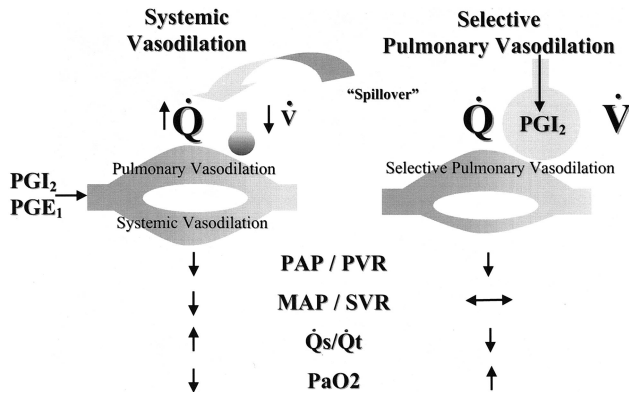 Systemic
Vasodilation
Selective
Pulmonary Vasodilation
"Spillover"
↑ Q̇ ↓ V̇
Q̇ PGI₂ V̇
Pulmonary Vasodilation
Selective Pulmonary Vasodilation
PGI₂
PGE₁
Systemic Vasodilation
↓ PAP / PVR ↓
↓ MAP / SVR ↔
↑ Q̇s/Q̇t ↓
↓ PaO2 ↑